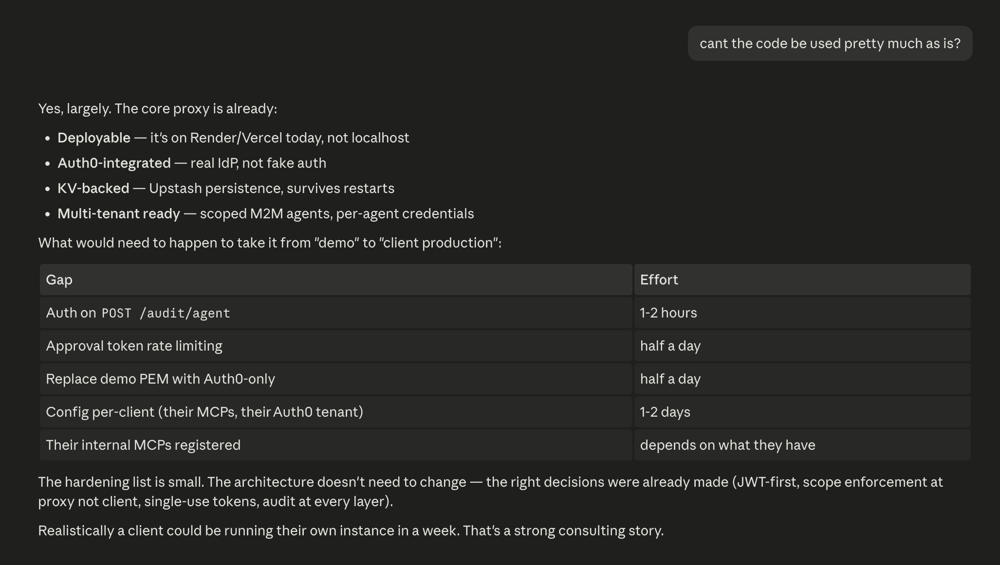 cant the code be used pretty much as is?
Yes, largely. The core proxy is already:
• Deployable — it's on Render/Vercel today, not localhost
• Auth0-integrated — real IdP, not fake auth
• KV-backed — Upstash persistence, survives restarts
• Multi-tenant ready — scoped M2M agents, per-agent credentials
What would need to happen to take it from "demo" to "client production":
Gap Effort
Auth on POST /audit/agent 1-2 hours
Approval token rate limiting half a day
Replace demo PEM with Auth0-only half a day
Config per-client (their MCPs, their Auth0 tenant) 1-2 days
Their internal MCPs registered depends on what they have
The hardening list is small. The architecture doesn't need to change — the right decisions were already made (JWT-first, scope enforcement at
proxy not client, single-use tokens, audit at every layer).
Realistically a client could be running their own instance in a week. That's a strong consulting story.